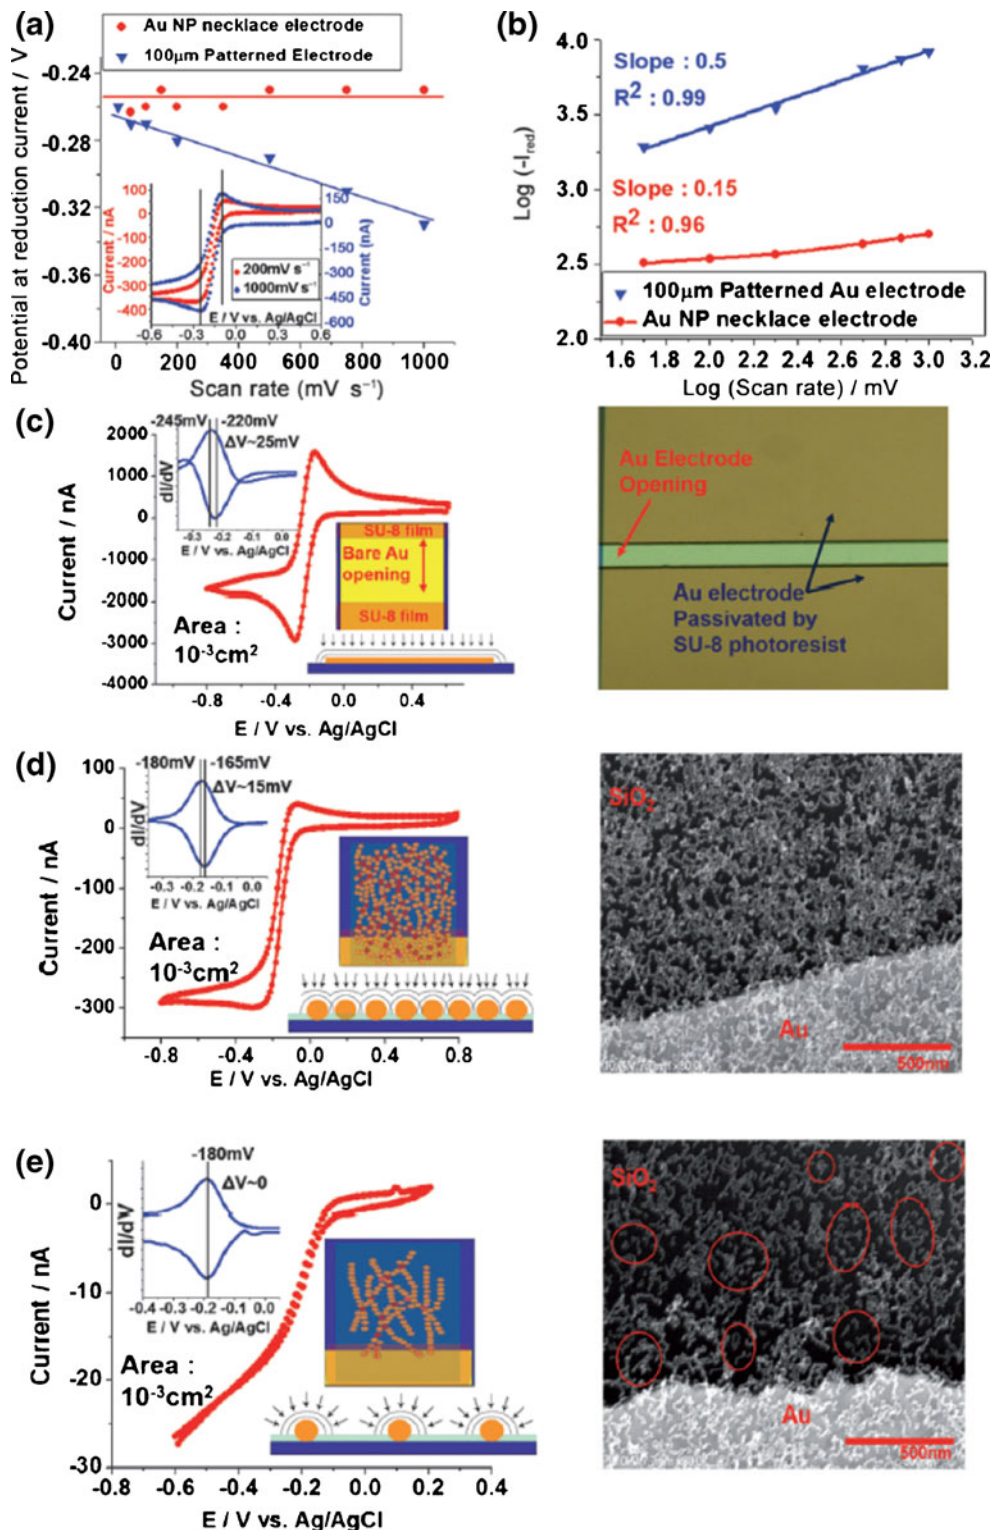 (a)
Au NP necklace electrode
100μm Patterned Electrode
Potential at reduction current / V
-0.24
-0.28
-0.32
-0.36
-0.40
0 200 400 600 800 1000
Scan rate (mV s⁻¹)
100
0
-100
-200
-300
-400
Current / nA
150
0
-150
-300
-450
-600
Current (nA)
200mV s⁻¹
1000mV s⁻¹
E / V vs. Ag/AgCl
-0.6 -0.3 0.0 0.3 0.6
(b)
4.0
3.5
3.0
2.5
2.0
Log (-I_red)
Slope : 0.5
R² : 0.99
Slope : 0.15
R² : 0.96
100μm Patterned Au electrode
Au NP necklace electrode
1.6 1.8 2.0 2.2 2.4 2.6 2.8 3.0 3.2
Log (Scan rate) / mV
(c)
2000
1000
0
-1000
-2000
-3000
-4000
Current / nA
-245mV -220mV
ΔV~25mV
dI/dV
-0.4 -0.2 0.0
E / V vs. Ag/AgCl
SU-8 film
Bare Au
opening
SU-8 film
Area :
10⁻³cm²
-0.8 -0.4 0.0 0.4
E / V vs. Ag/AgCl
Au Electrode
Opening
Au electrode
Passivated by
SU-8 photoresist
(d)
100
0
-100
-200
-300
Current / nA
-180mV -165mV
ΔV~15mV
dI/dV
-0.3 -0.2 -0.1 0.0
E / V vs. Ag/AgCl
Area :
10⁻³cm²
-0.8 -0.4 0.0 0.4 0.8
E / V vs. Ag/AgCl
SiO₂
Au
500nm
(e)
0
-10
-20
-30
Current / nA
-180mV
ΔV~0
dI/dV
-0.4 -0.3 -0.2 -0.1 0.0
E / V vs. Ag/AgCl
Area :
10⁻³cm²
-0.8 -0.6 -0.4 -0.2 0.0 0.2 0.4
E / V vs. Ag/AgCl
SiO₂
Au
500nm